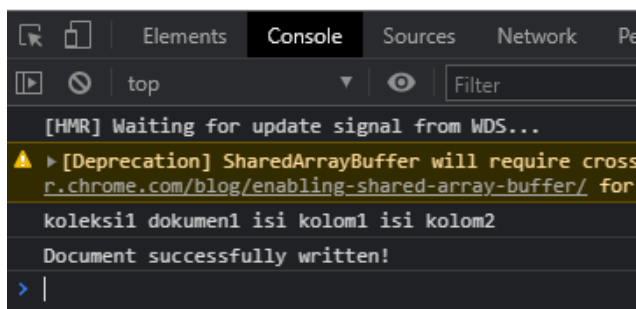 Elements Console Sources Network Pe
top Filter
[HMR] Waiting for update signal from WDS...
[Deprecation] SharedArrayBuffer will require cross
r.chrome.com/blog/enabling-shared-array-buffer/ for
koleksi1 dokumen1 isi kolom1 isi kolom2
Document successfully written!